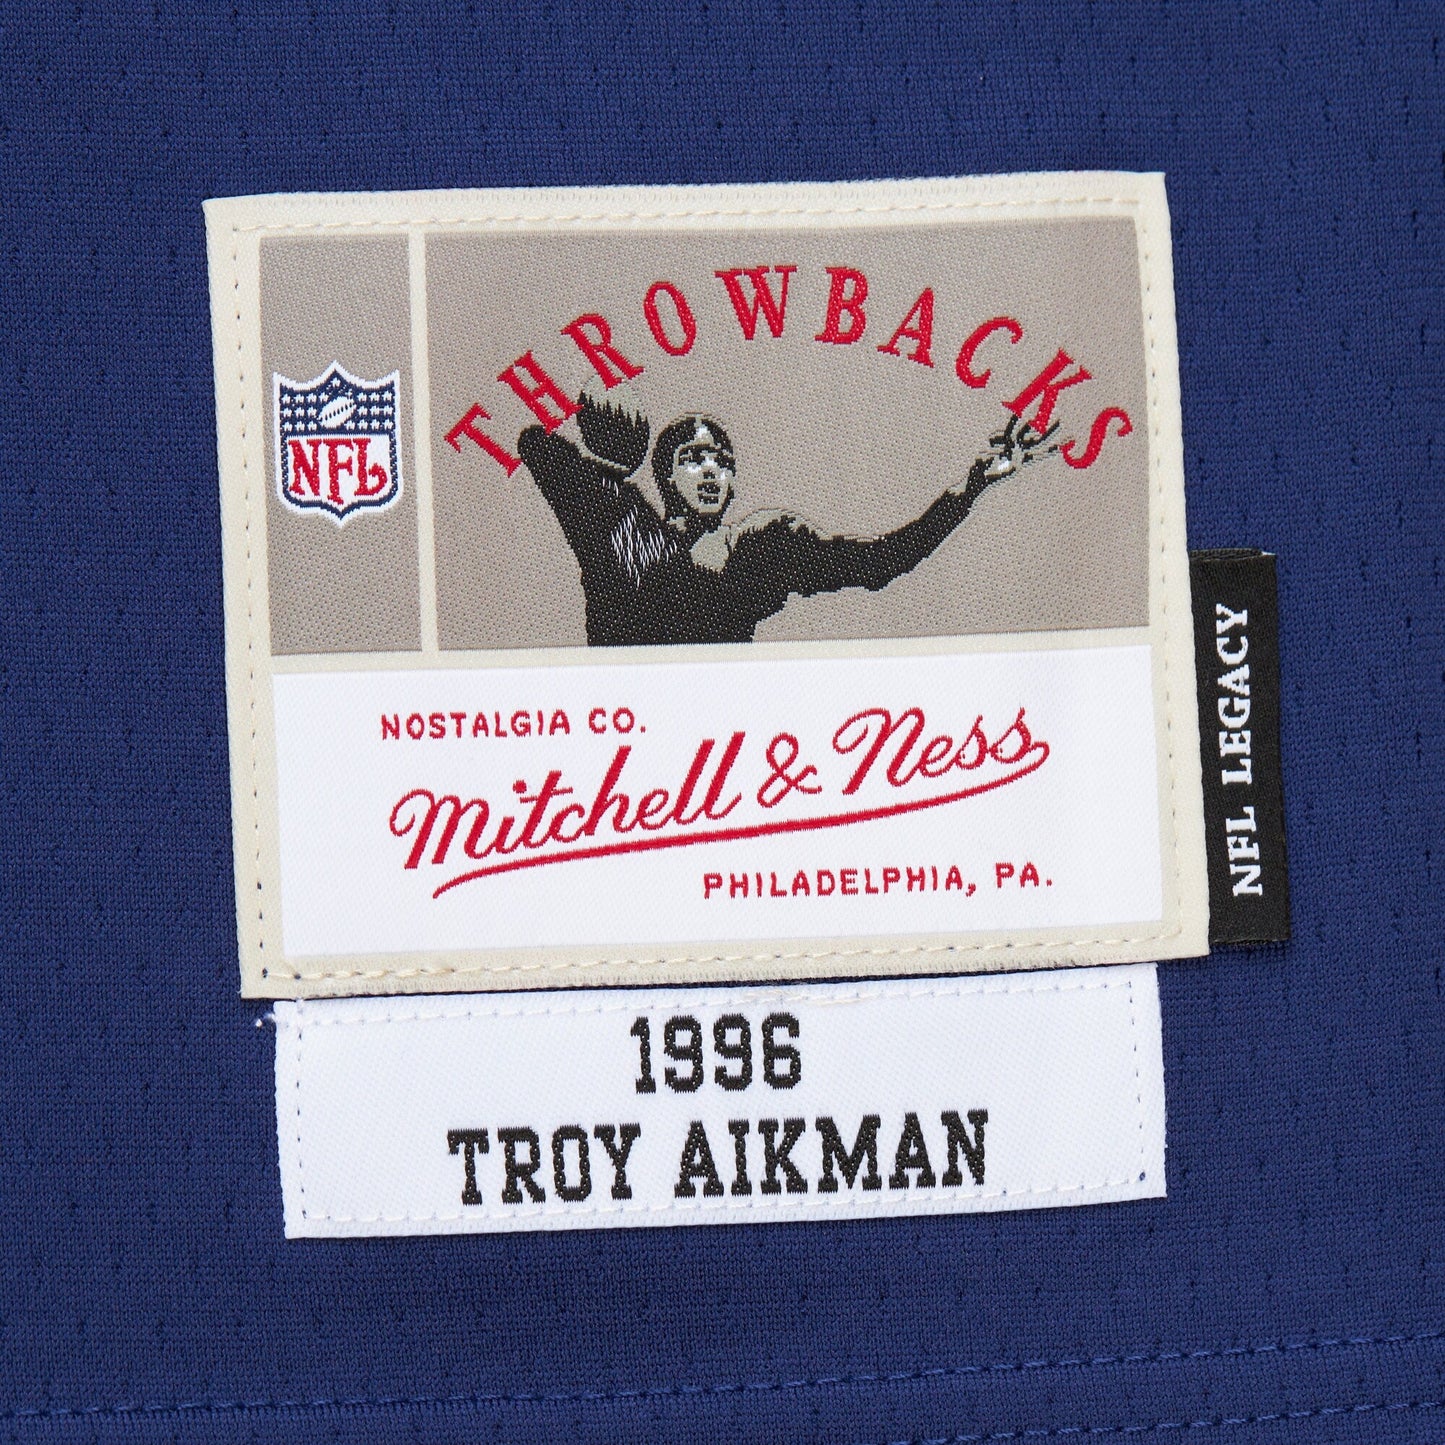 THROWBACKS
NFL
NOSTALGIA CO.
Mitchell & Ness
PHILADELPHIA, PA.
NFL LEGACY
1996
TROY AIKMAN